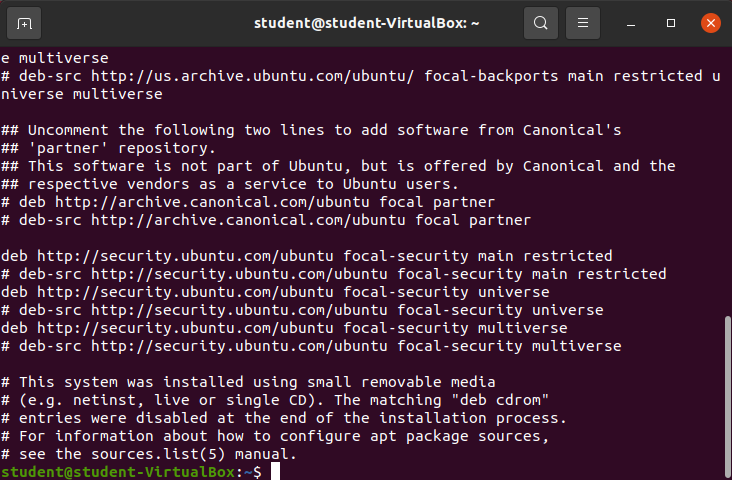 student@student-VirtualBox: ~
e multiverse
# deb-src http://us.archive.ubuntu.com/ubuntu/ focal-backports main restricted u
niverse multiverse
## Uncomment the following two lines to add software from Canonical's
## 'partner' repository.
## This software is not part of Ubuntu, but is offered by Canonical and the
## respective vendors as a service to Ubuntu users.
# deb http://archive.canonical.com/ubuntu focal partner
# deb-src http://archive.canonical.com/ubuntu focal partner
deb http://security.ubuntu.com/ubuntu focal-security main restricted
# deb-src http://security.ubuntu.com/ubuntu focal-security main restricted
deb http://security.ubuntu.com/ubuntu focal-security universe
# deb-src http://security.ubuntu.com/ubuntu focal-security universe
deb http://security.ubuntu.com/ubuntu focal-security multiverse
# deb-src http://security.ubuntu.com/ubuntu focal-security multiverse
# This system was installed using small removable media
# (e.g. netinst, live or single CD). The matching "deb cdrom"
# entries were disabled at the end of the installation process.
# For information about how to configure apt package sources,
# see the sources.list(5) manual.
student@student-VirtualBox:~$